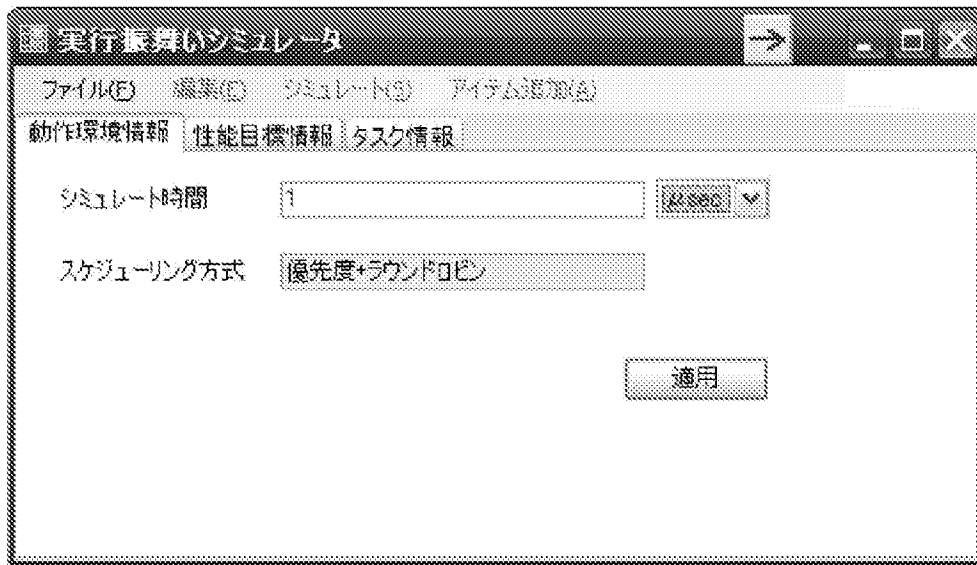 実行振舞いシミュレータ →
ファイル(F) 編集(E) シミュレート(S) アイテム追加(A)
動作環境情報 性能目標情報 タスク情報
シミュレート時間 1 μsec
スケジューリング方式 優先度+ラウンドロビン
適用